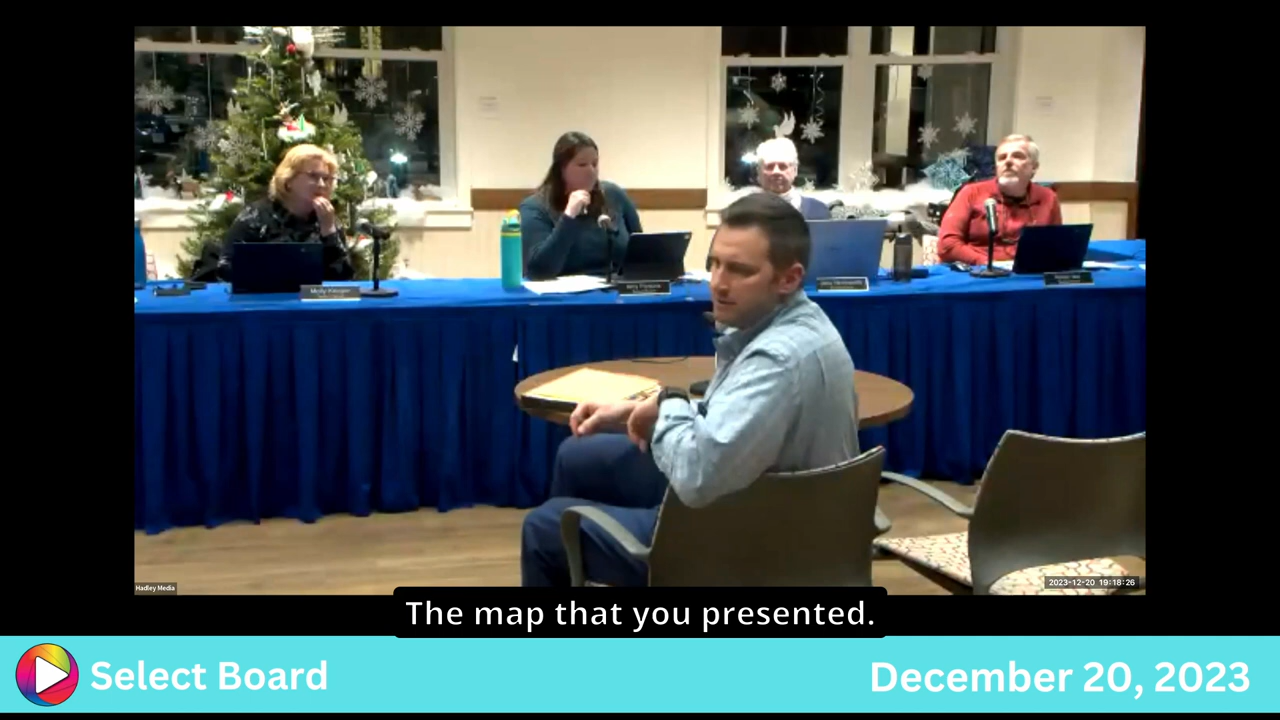 Hadley Media
2023-12-20 19:18:26
The map that you presented.
Select Board
December 20, 2023